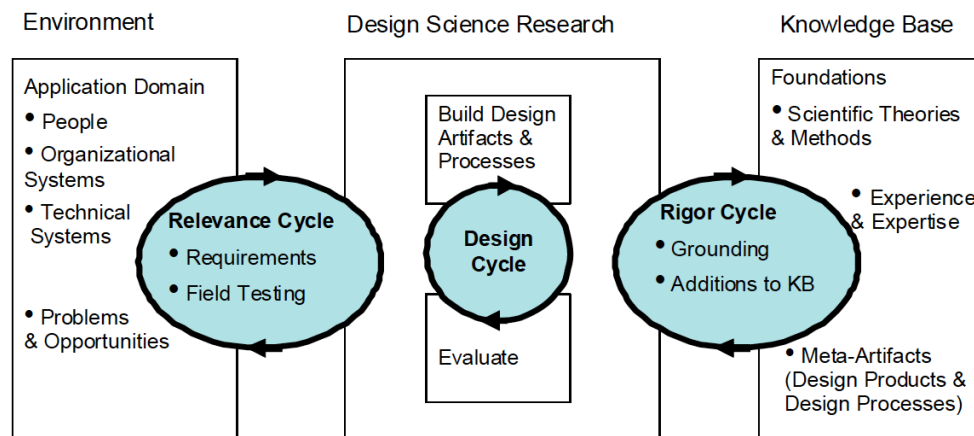 Environment
Design Science Research
Knowledge Base
Application Domain
• People
• Organizational
Systems
• Technical
Systems
• Problems
& Opportunities
Relevance Cycle
• Requirements
• Field Testing
Build Design
Artifacts &
Processes
Design
Cycle
Evaluate
Rigor Cycle
• Grounding
• Additions to KB
Foundations
• Scientific Theories
& Methods
• Experience
& Expertise
• Meta-Artifacts
(Design Products &
Design Processes)